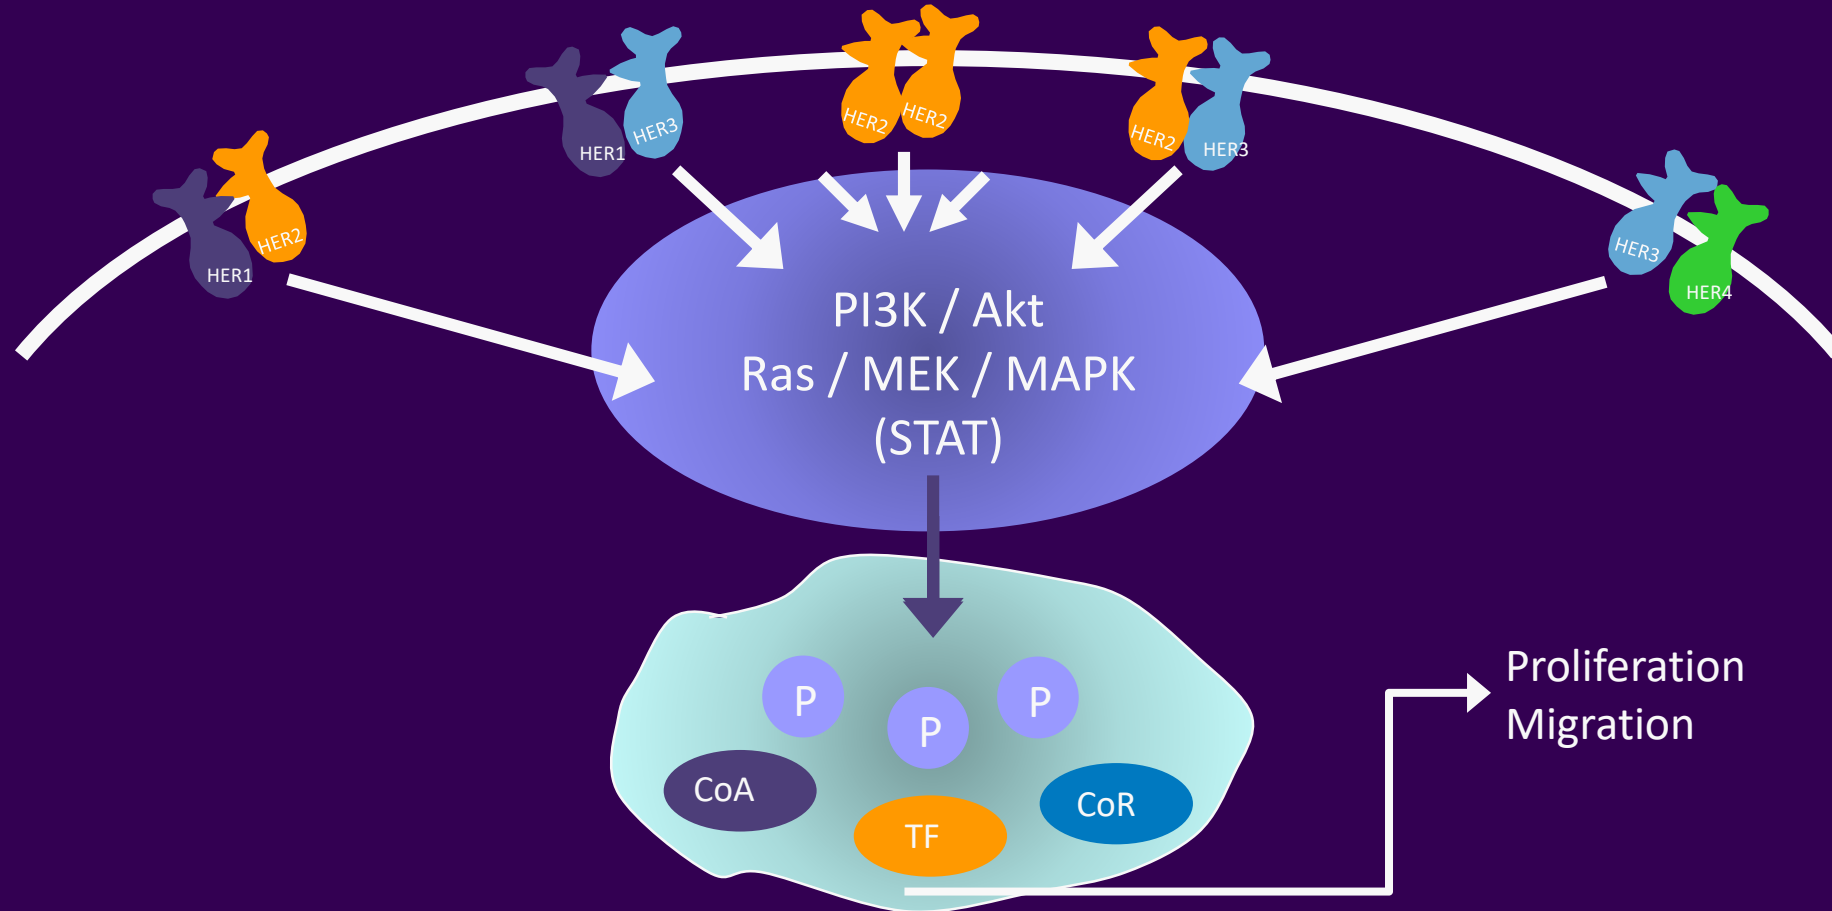 HER1
HER2
HER1
HER3
HER2
HER2
HER2
HER3
HER3
HER4
PI3K / Akt
Ras / MEK / MAPK
(STAT)
P
P
P
CoA
TF
CoR
Proliferation
Migration